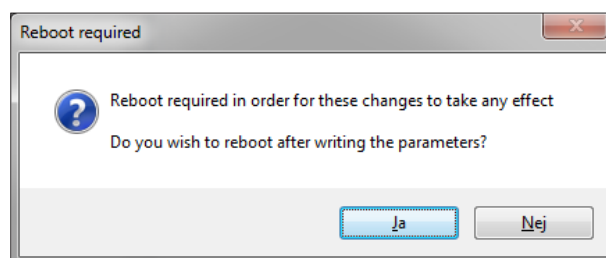 Reboot required
Reboot required in order for these changes to take any effect
Do you wish to reboot after writing the parameters?
Ja
Nej